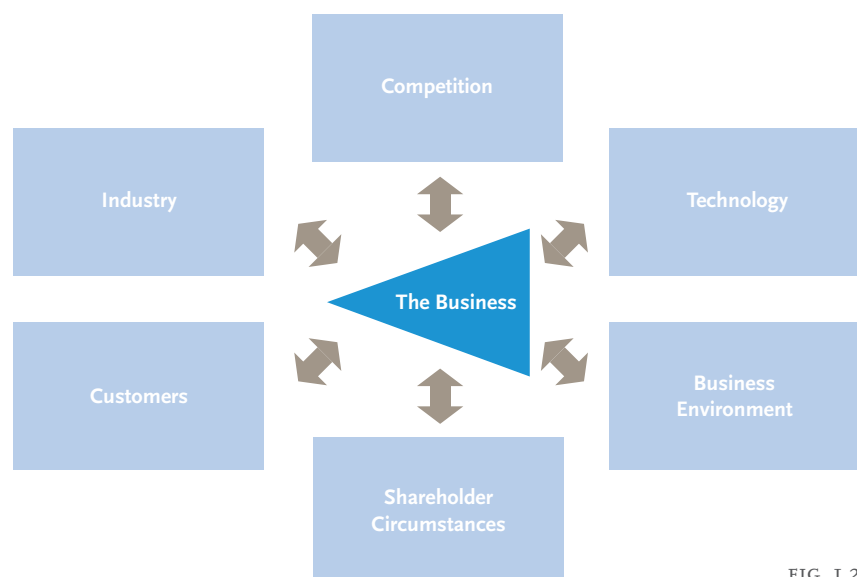 Competition
Industry
Technology
The Business
Customers
Business
Environment
Shareholder
Circumstances